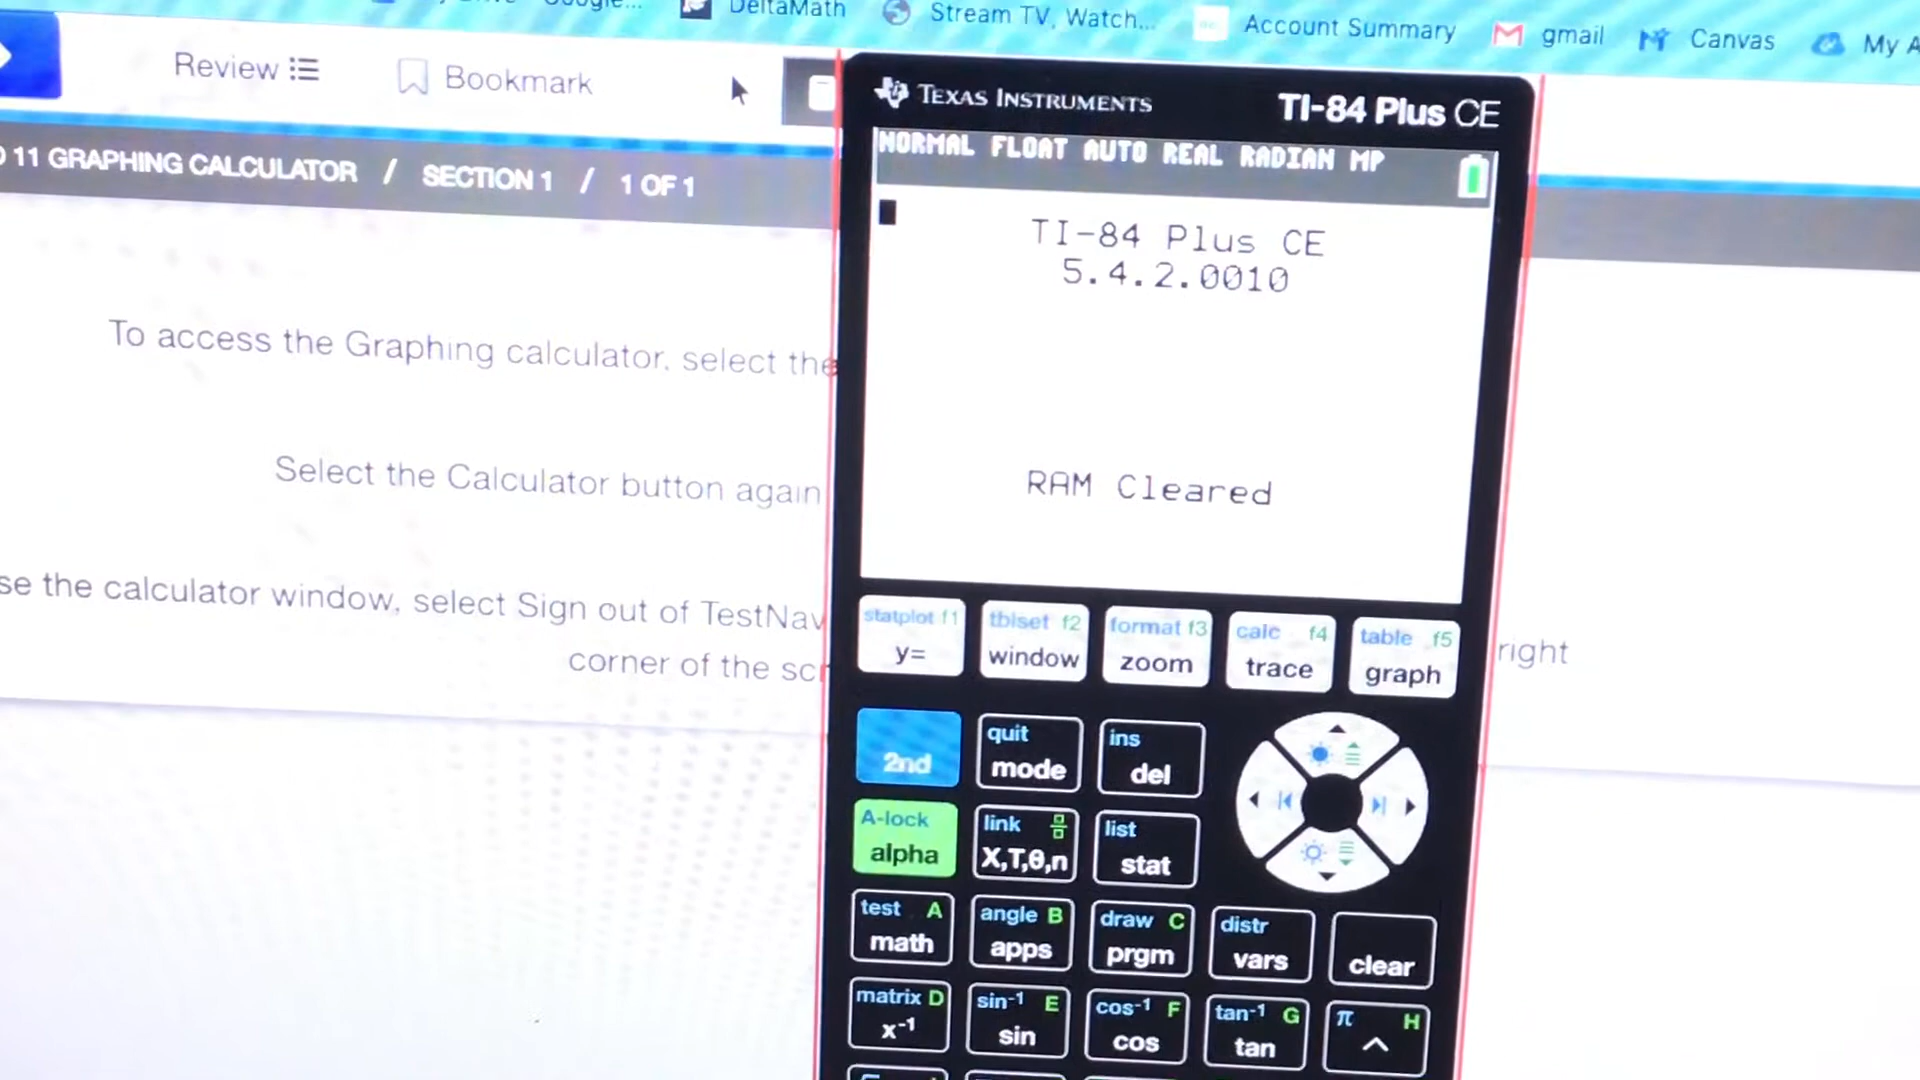 DeltaMath
Stream TV, Watch...
Account Summary
gmail
Canvas
My A
Review
Bookmark
11 GRAPHING CALCULATOR / SECTION 1 / 1 OF 1
To access the Graphing calculator, select the
Select the Calculator button again
se the calculator window, select Sign out of TestNav
right
corner of the sc
TEXAS INSTRUMENTS
TI-84 Plus CE
NORMAL FLOAT AUTO REAL RADIAN MP
TI-84 Plus CE
5.4.2.0010
RAM Cleared
statplot f1
y=
tblset f2
window
format f3
zoom
calc f4
trace
table f5
graph
2nd
quit
mode
ins
del
A-lock
alpha
link
X,T,θ,n
list
stat
test A
math
angle B
apps
draw C
prgm
distr
vars
clear
matrix D
x⁻¹
sin⁻¹ E
sin
cos⁻¹ F
cos
tan⁻¹ G
tan
π H
^